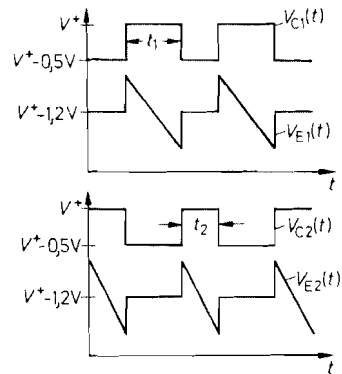 V⁺
V_C1(t)
t₁
V⁺-0,5V
V⁺-1,2V
V_E1(t)
t
V⁺
t₂
V_C2(t)
V⁺-0,5V
V_E2(t)
V⁺-1,2V
t